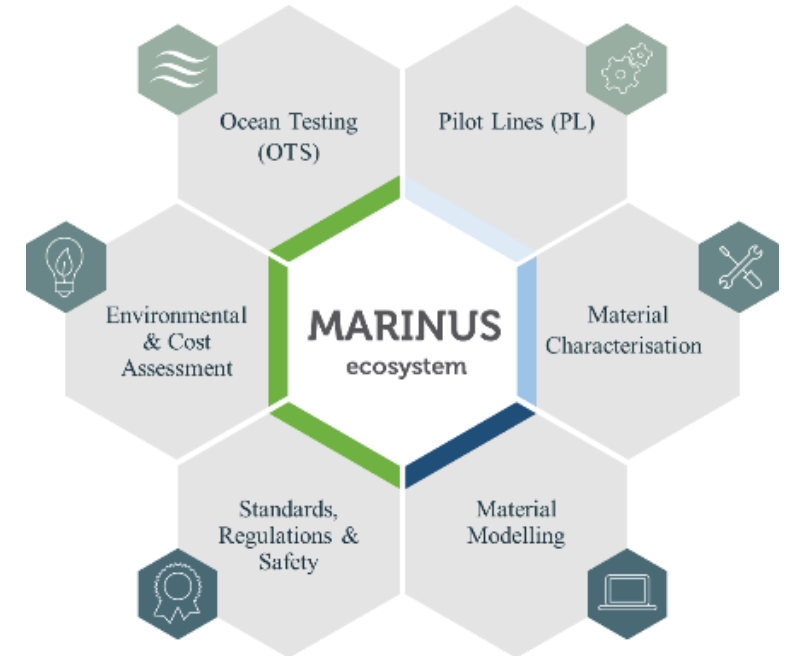 Ocean Testing
(OTS)
Pilot Lines (PL)
Environmental
& Cost
Assessment
MARINUS
ecosystem
Material
Characterisation
Standards,
Regulations &
Safety
Material
Modelling